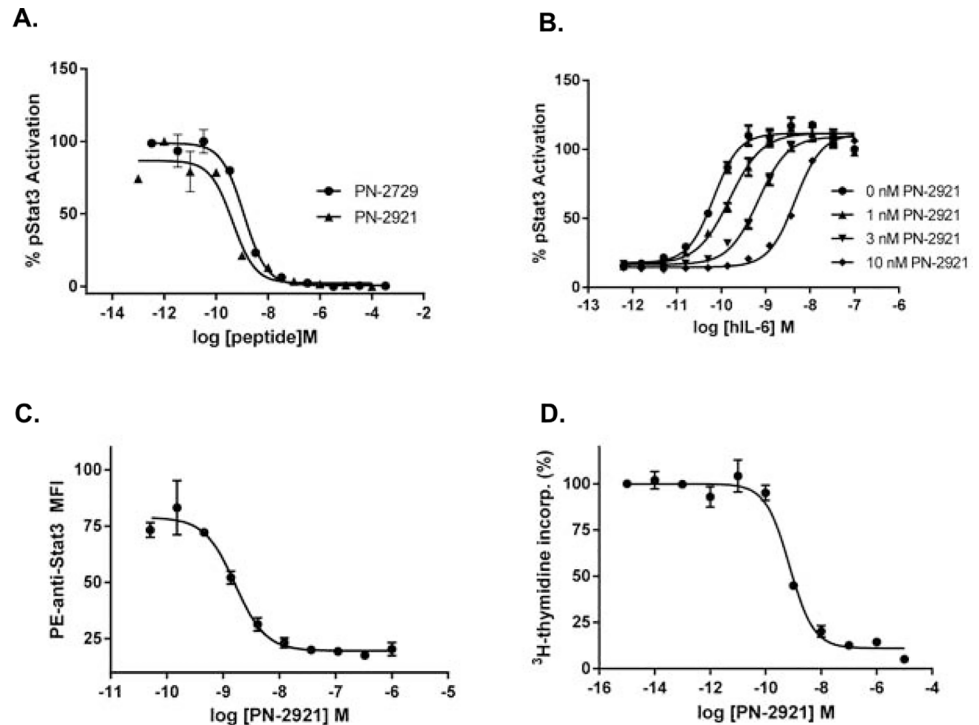 A.
150
100
50
0
% pStat3 Activation
-14 -12 -10 -8 -6 -4 -2
log [peptide]M
PN-2729
PN-2921
B.
150
100
50
0
% pStat3 Activation
-13 -12 -11 -10 -9 -8 -7 -6
log [hIL-6] M
0 nM PN-2921
1 nM PN-2921
3 nM PN-2921
10 nM PN-2921
C.
100
75
50
25
PE-anti-Stat3 MFI
-11 -10 -9 -8 -7 -6 -5
log [PN-2921] M
D.
100
75
50
25
0
³H-thymidine incorp. (%)
-16 -14 -12 -10 -8 -6 -4
log [PN-2921] M